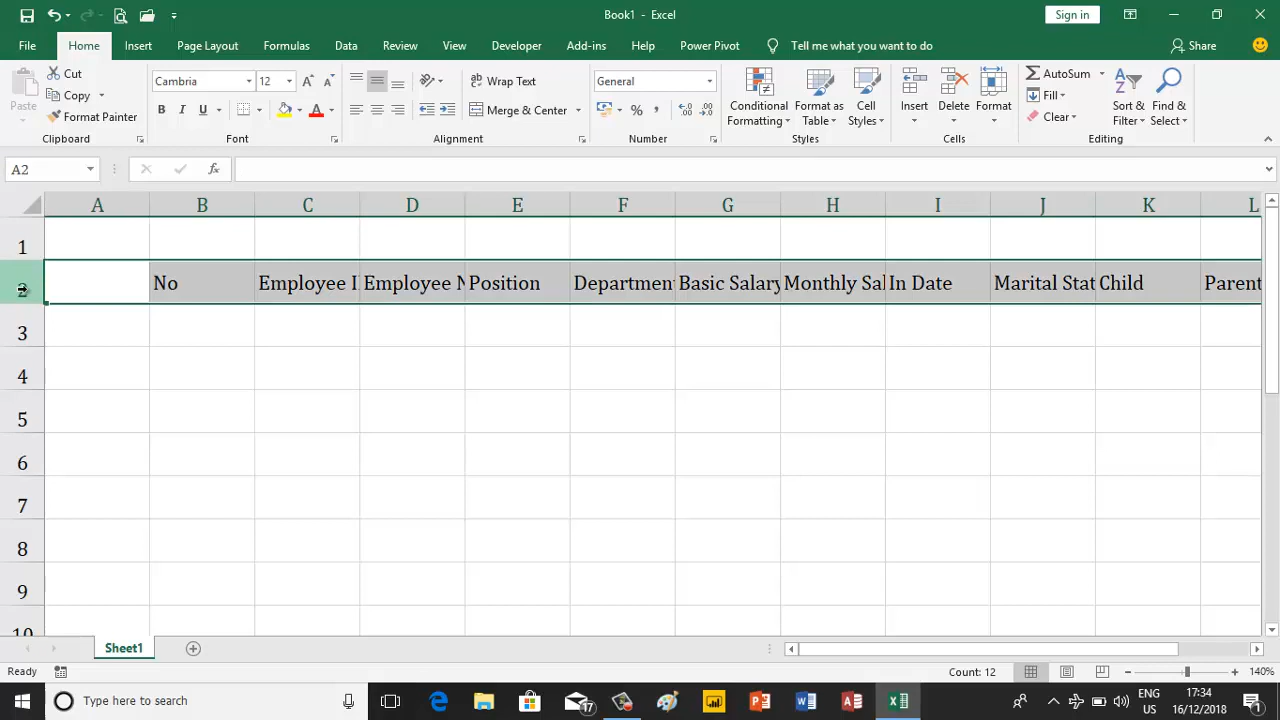 Book1 - Excel
Sign in
File Home Insert Page Layout Formulas Data Review View Developer Add-ins Help Power Pivot Tell me what you want to do Share
Paste
Cut
Copy
Format Painter
Clipboard
Cambria 12
B I U
Font
Wrap Text
Merge & Center
Alignment
General
Number
Conditional Formatting
Format as Table
Cell Styles
Styles
Insert Delete Format
Cells
AutoSum
Fill
Clear
Sort & Filter
Find & Select
Editing
A2 fx
A B C D E F G H I J K L
1
2 No Employee I Employee N Position Department Basic Salary Monthly Sal In Date Marital Stat Child Parent
3
4
5
6
7
8
9
10
Sheet1
Ready Count: 12 140%
Type here to search 17 ENG US 17:34 16/12/2018 1